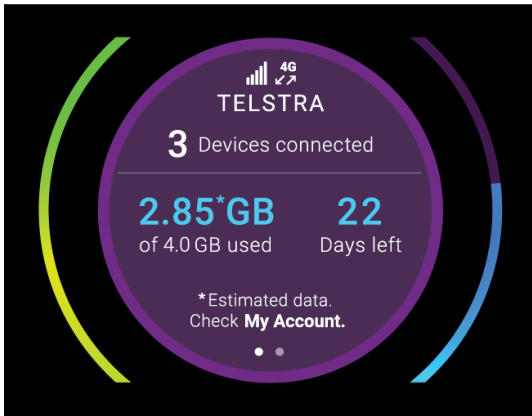 4G
TELSTRA
3 Devices connected
2.85*GB 22
of 4.0 GB used Days left
*Estimated data.
Check My Account.